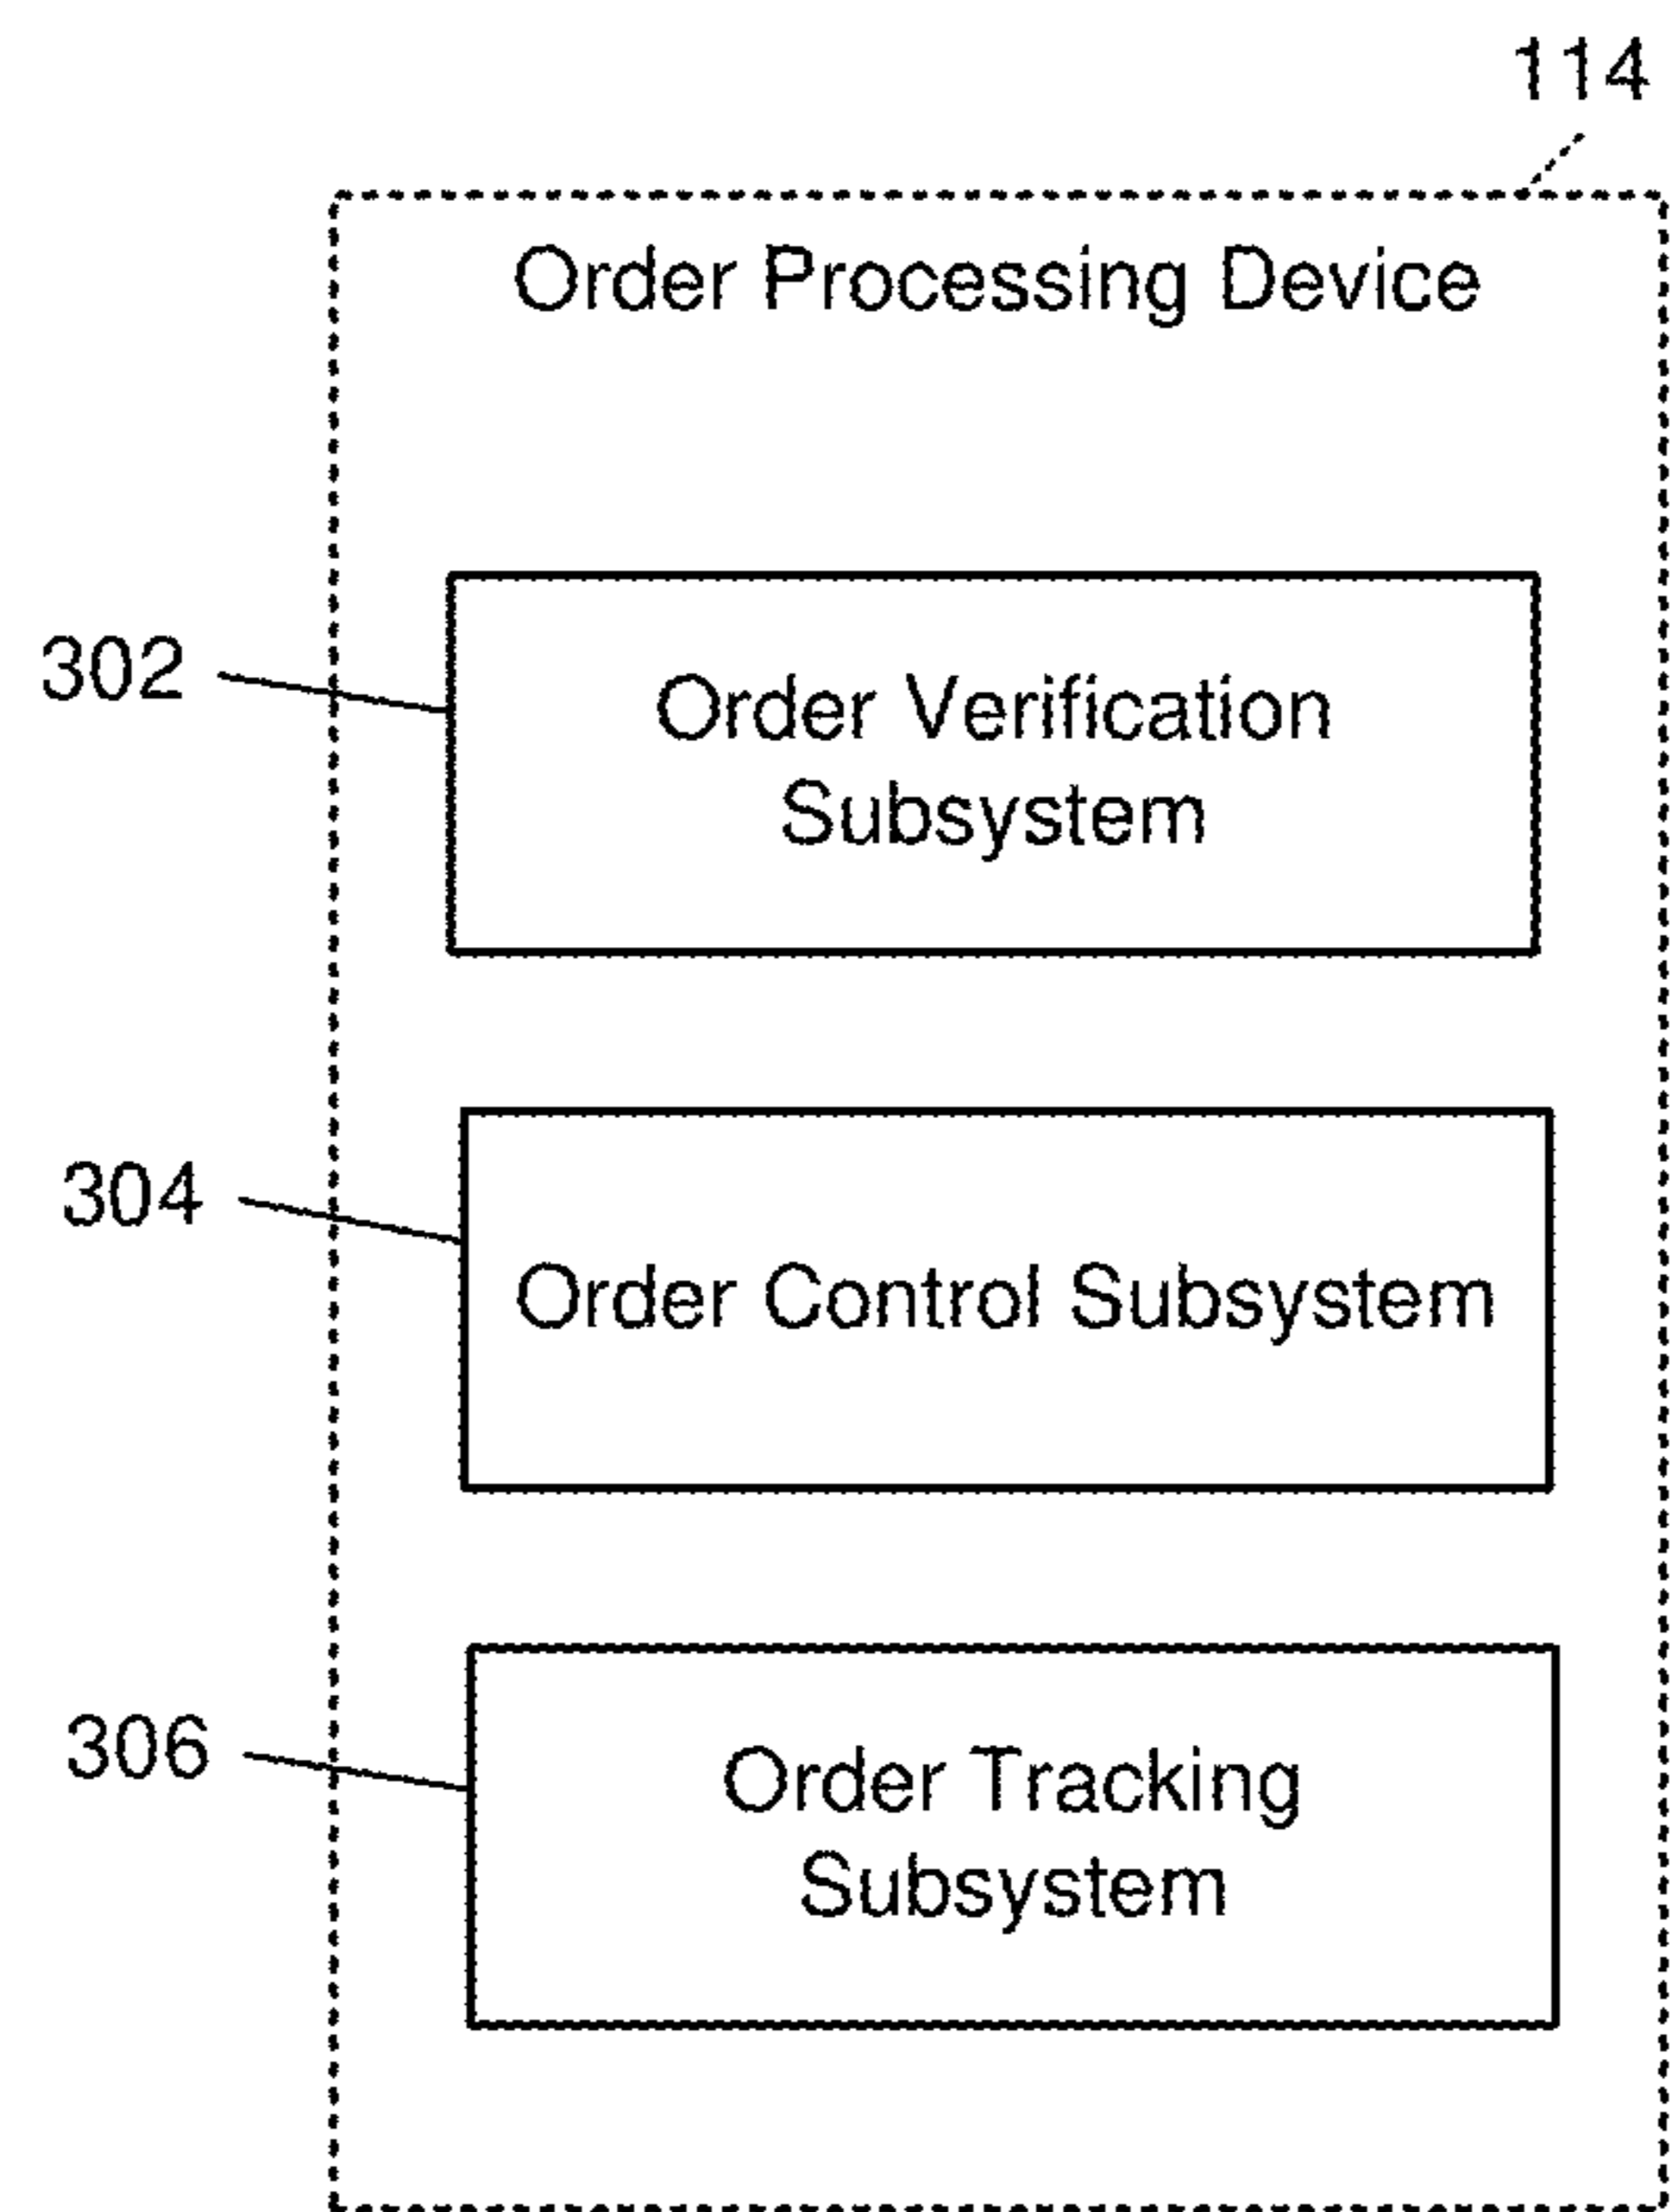 114
Order Processing Device
302
Order Verification
Subsystem
304
Order Control Subsystem
306
Order Tracking
Subsystem